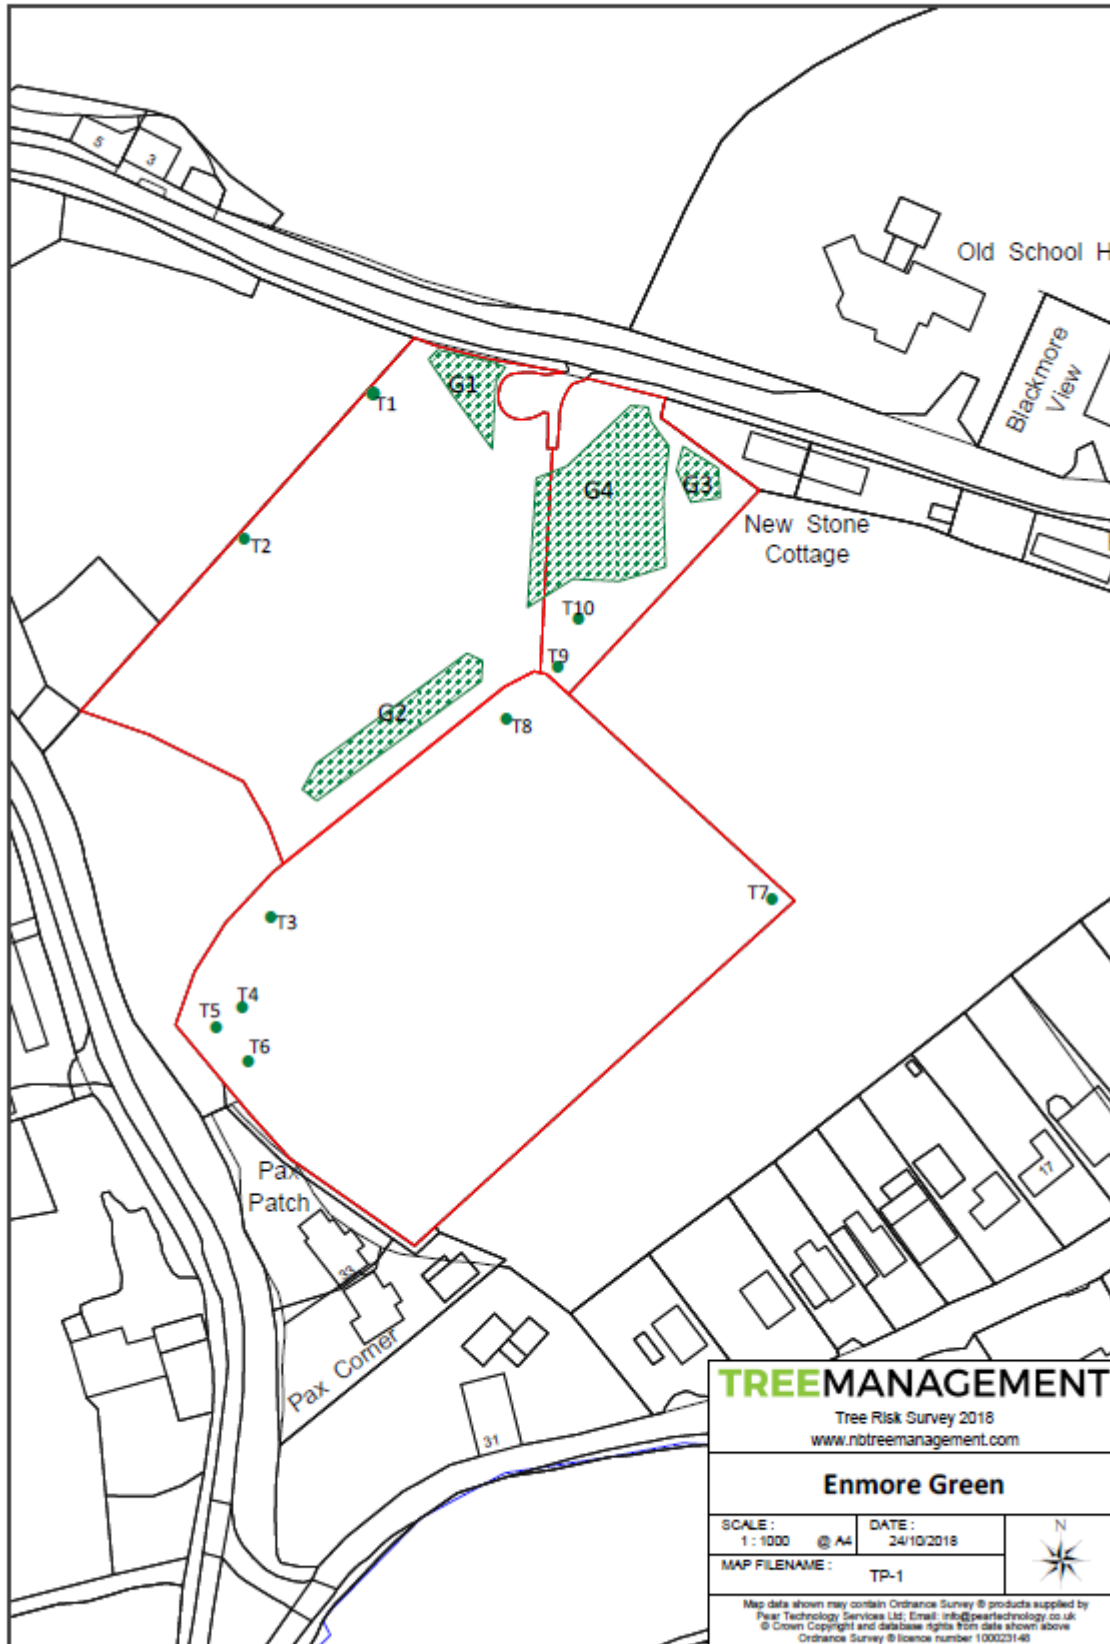 5
3
Old School H
Blackmore
View
G1
T1
G4
G3
New Stone
Cottage
T2
T10
T9
G2
T8
T7
T3
T4
T5
T6
17
Pax
Patch
33
Pax Corner
31
TREEMANAGEMENT
Tree Risk Survey 2018
www.nbtreemanagement.com
Enmore Green
SCALE :
1 : 1000 @ A4
DATE :
24/10/2018
N
MAP FILENAME :
TP-1
Map data shown may contain Ordnance Survey ® products supplied by
Pear Technology Services Ltd; Email: info@peartechnology.co.uk
© Crown Copyright and database rights from date shown above
Ordnance Survey ® licence number 100023148